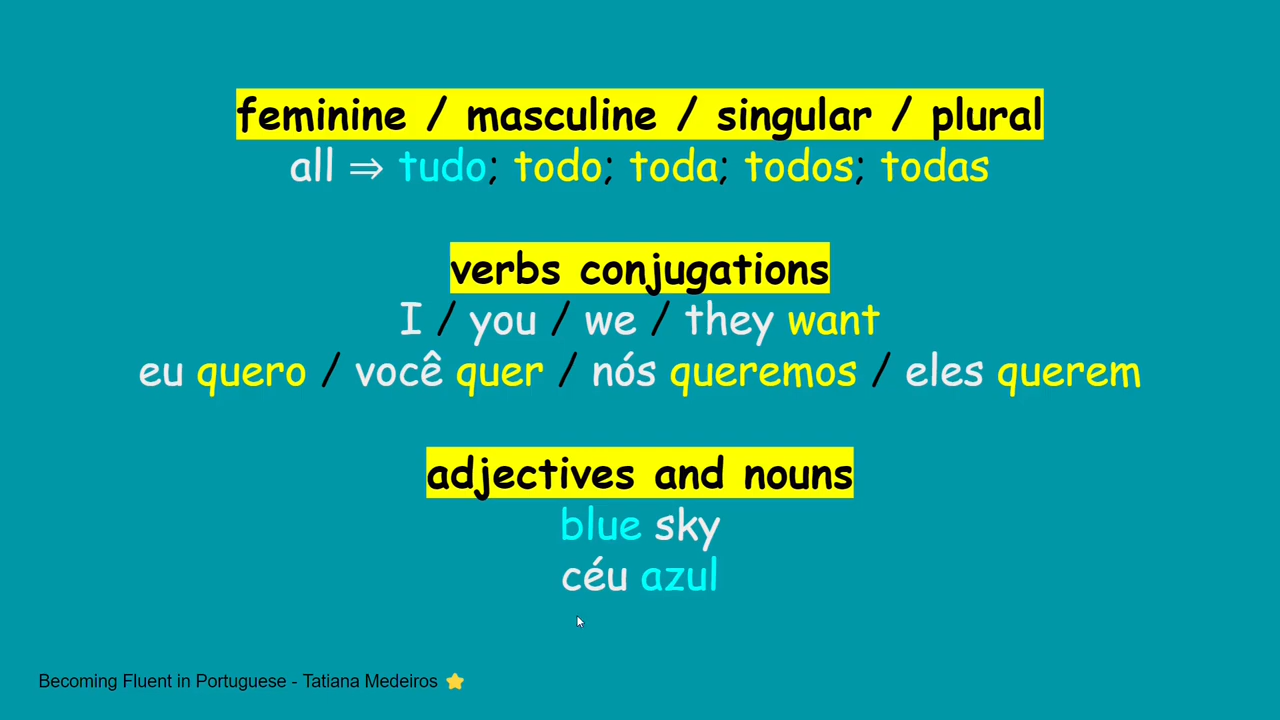 feminine / masculine / singular / plural
all ⇒ tudo; todo; toda; todos; todas
verbs conjugations
I / you / we / they want
eu quero / você quer / nós queremos / eles querem
adjectives and nouns
blue sky
céu azul
Becoming Fluent in Portuguese - Tatiana Medeiros